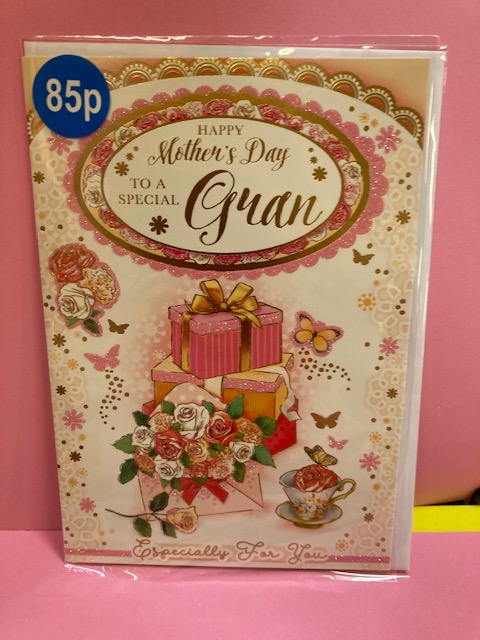 85p
HAPPY
Mother's Day
TO A
SPECIAL
Gran
Especially For You